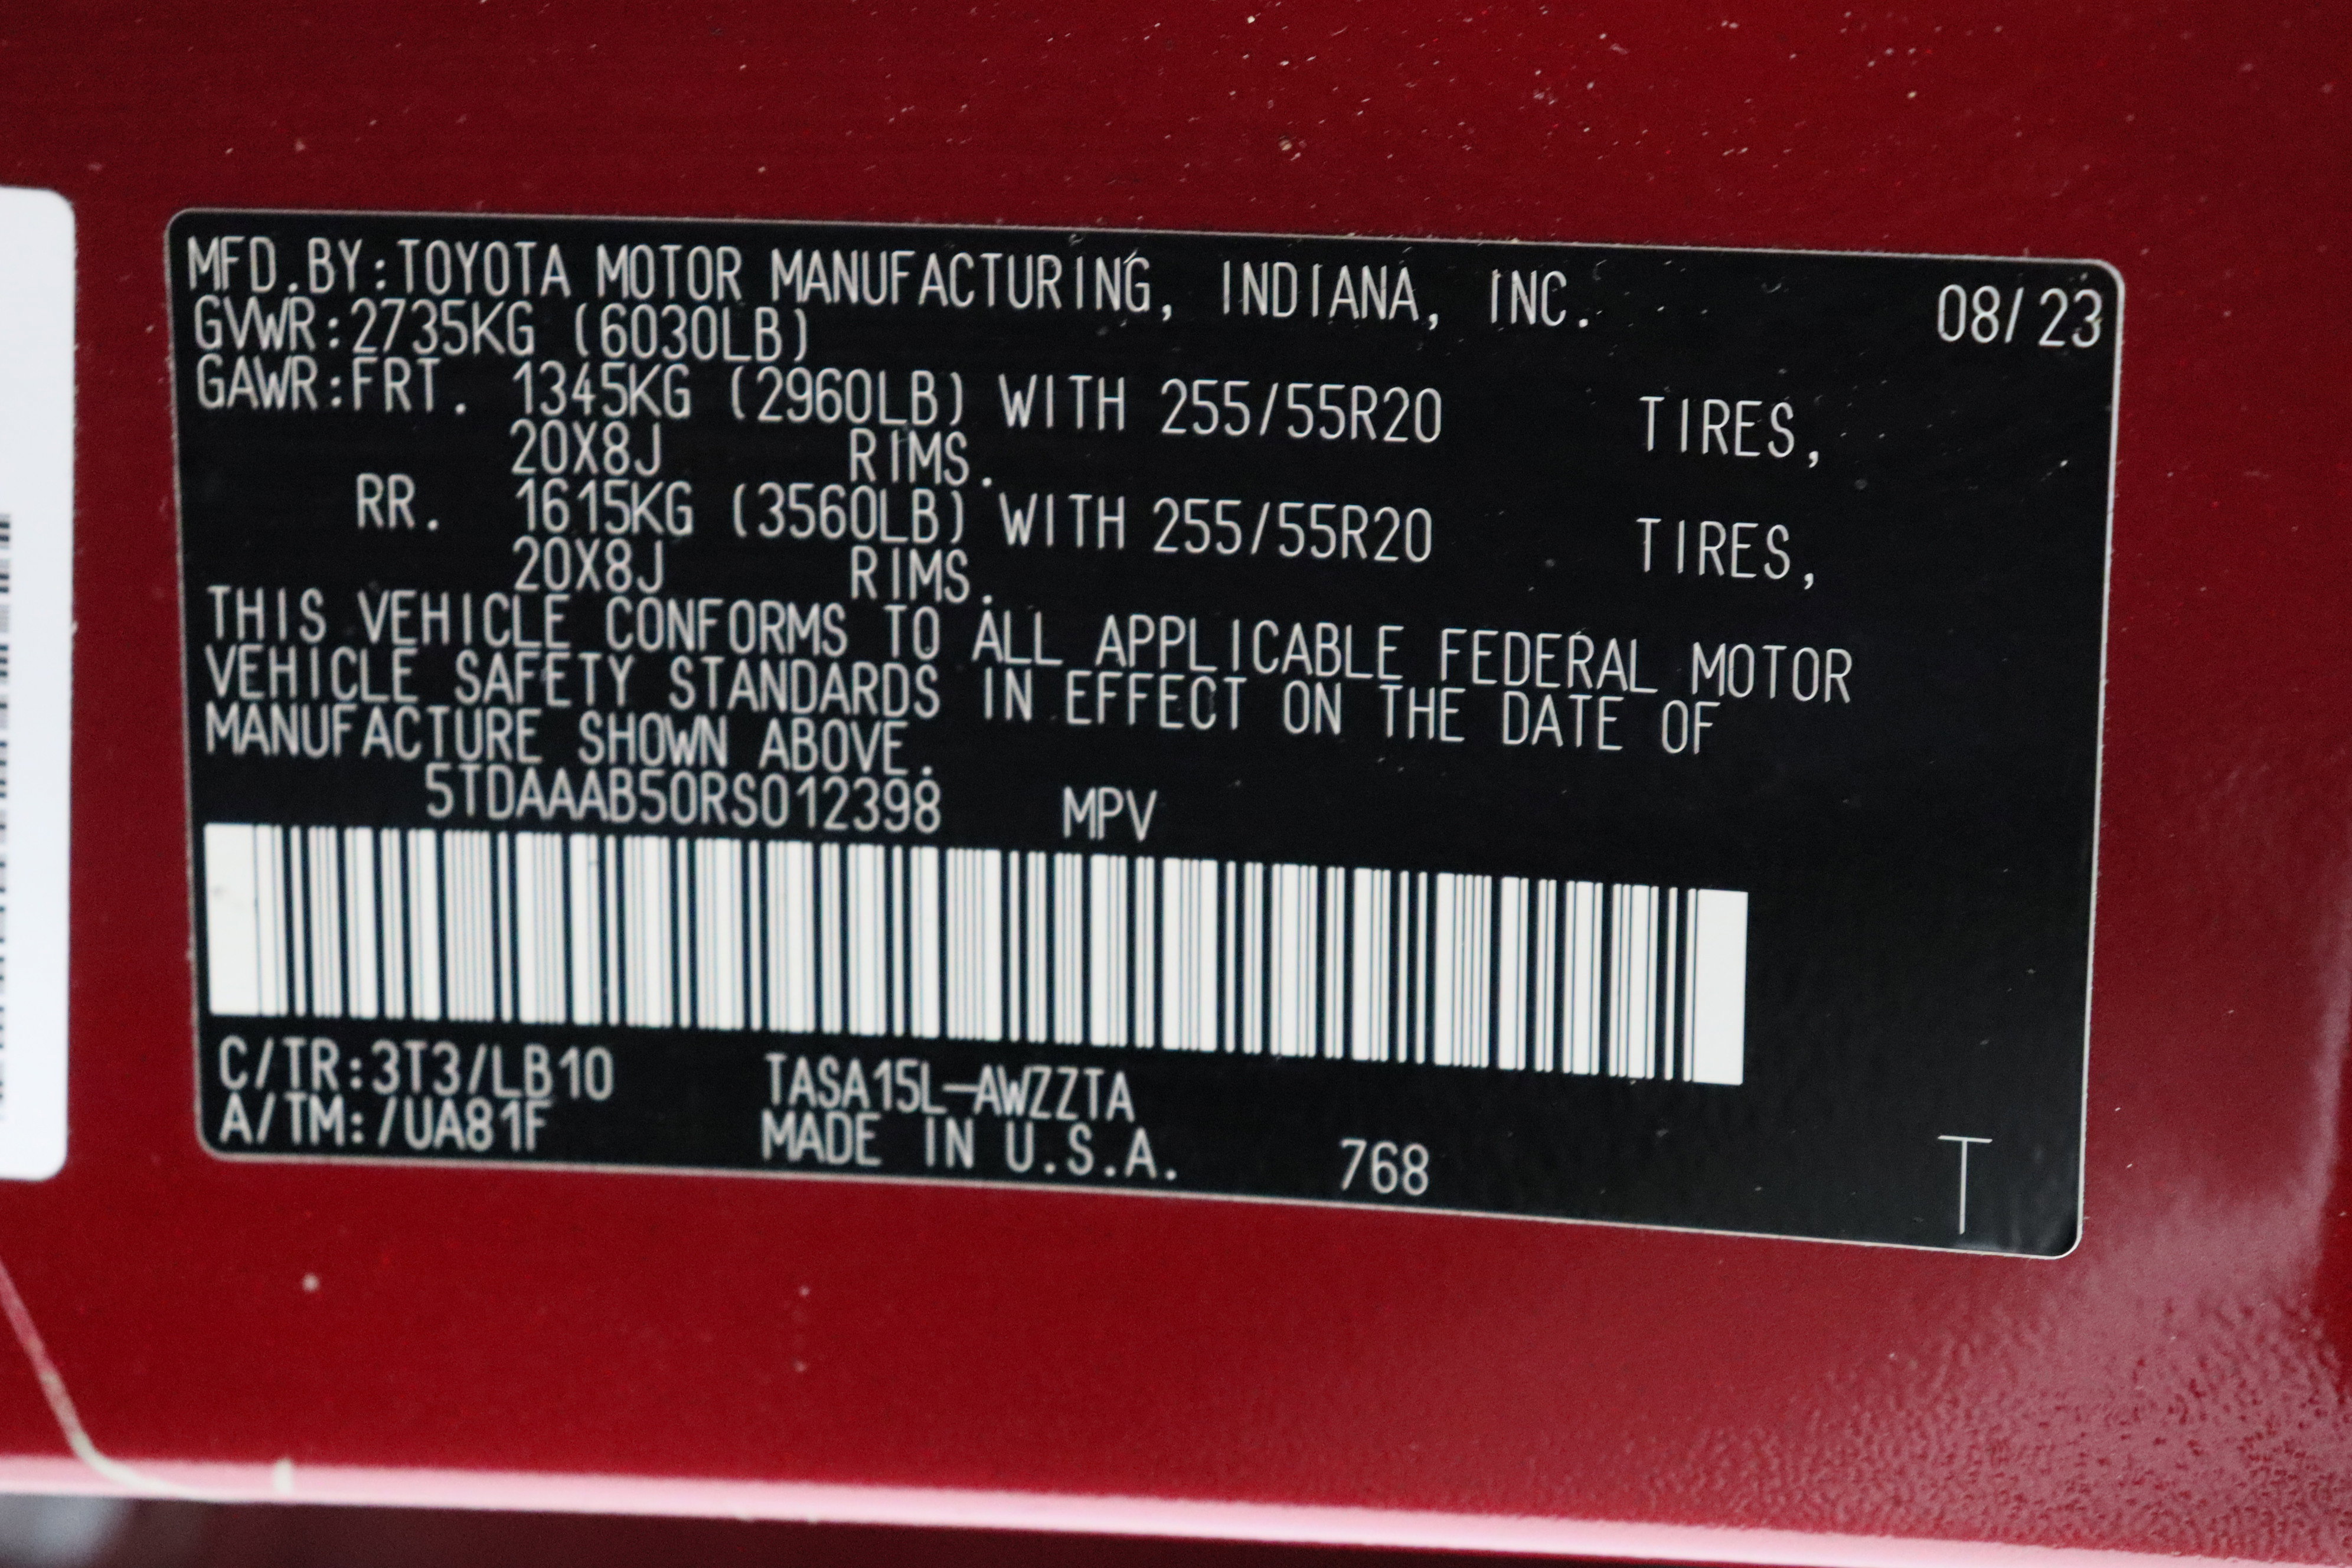 MFD.BY:TOYOTA MOTOR MANUFACTURING, INDIANA, INC. 08/23
GVWR:2735KG (6030LB)
GAWR:FRT. 1345KG (2960LB) WITH 255/55R20 TIRES,
20X8J RIMS.
RR. 1615KG (3560LB) WITH 255/55R20 TIRES,
20X8J RIMS.
THIS VEHICLE CONFORMS TO ALL APPLICABLE FEDERAL MOTOR
VEHICLE SAFETY STANDARDS IN EFFECT ON THE DATE OF
MANUFACTURE SHOWN ABOVE.
5TDAAAB50RS012398 MPV
C/TR:3T3/LB10 TASA15L-AWZZTA
A/TM:/UA81F MADE IN U.S.A. 768 T